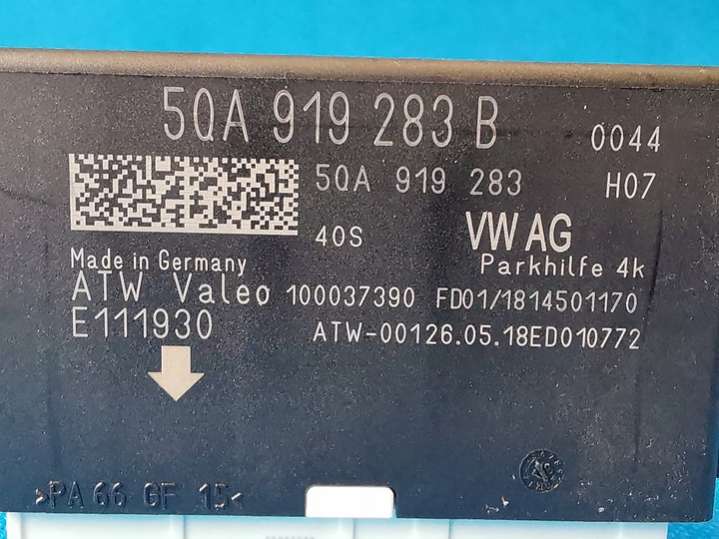 5QA 919 283 B 0044
5QA 919 283 H07
40S VW AG
Made in Germany Parkhilfe 4k
ATW Valeo 100037390 FD01/1814501170
E111930 ATW-00126.05.18ED010772
>PA 66 GF 15<